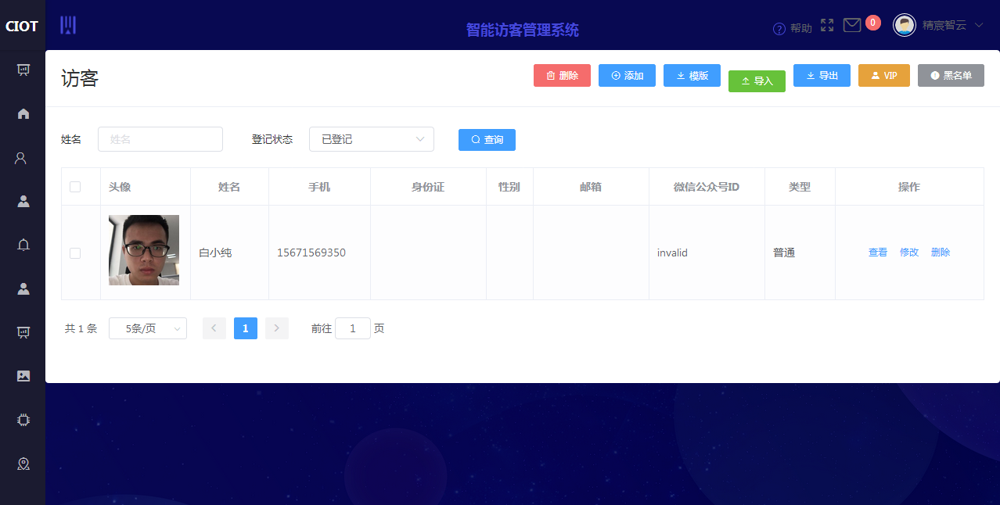 CIOT
智能访客管理系统
帮助
0
精宸智云
访客
删除
添加
模版
导入
导出
VIP
黑名单
姓名
姓名
登记状态
已登记
查询
头像
姓名
手机
身份证
性别
邮箱
微信公众号ID
类型
操作
白小纯
15671569350
invalid
普通
查看
修改
删除
共 1 条
5条/页
1
前往
1
页